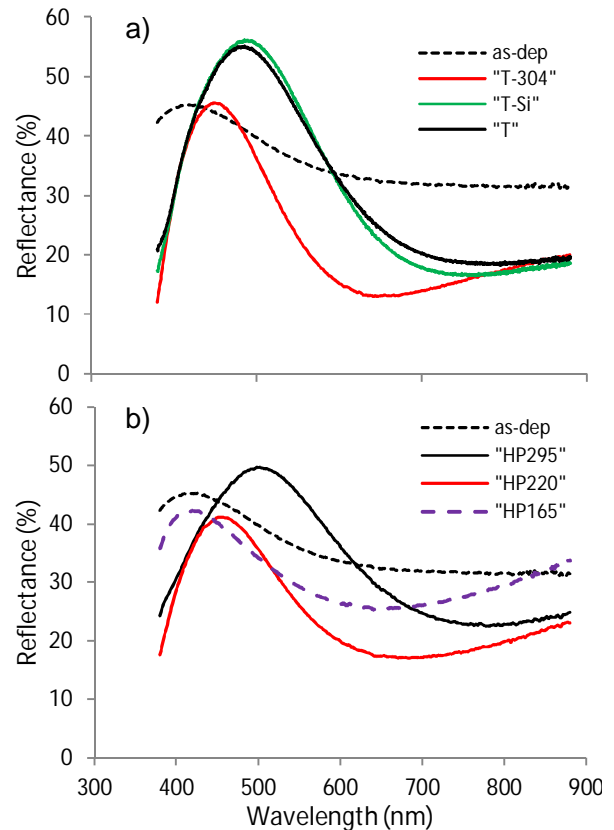 a)
60
50
40
30
20
10
0
Reflectance (%)
as-dep
"T-304"
"T-Si"
"T"
b)
60
50
40
30
20
10
0
Reflectance (%)
as-dep
"HP295"
"HP220"
"HP165"
300 400 500 600 700 800 900
Wavelength (nm)